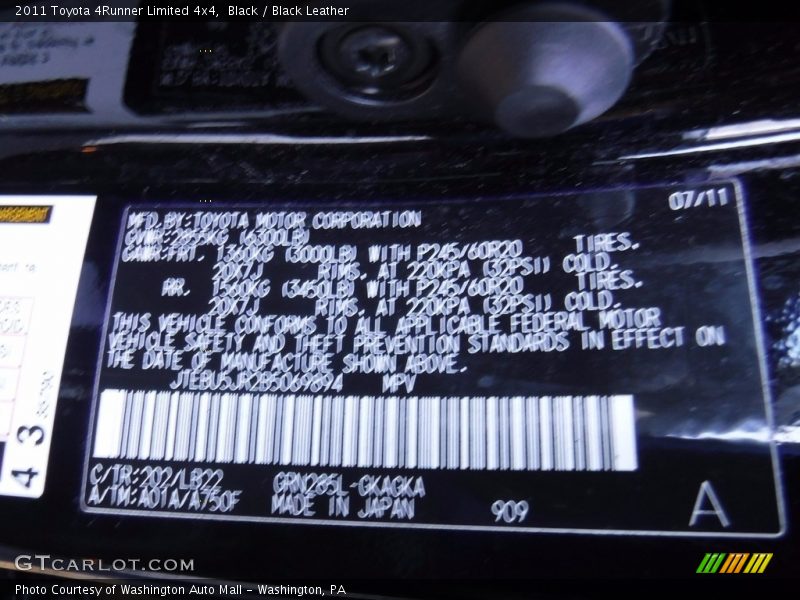 2011 Toyota 4Runner Limited 4x4, Black / Black Leather
07/11
MFD.BY:TOYOTA MOTOR CORPORATION
GVWR:2855KG (6300LB)
GAWR:FRT. 1360KG (3000LB) WITH P245/60R20 TIRES.
20X7J RIMS. AT 220KPA (32PSI) COLD.
RR. 1560KG (3450LB) WITH P245/60R20 TIRES.
20X7J RIMS. AT 220KPA (32PSI) COLD.
THIS VEHICLE CONFORMS TO ALL APPLICABLE FEDERAL MOTOR
VEHICLE SAFETY AND THEFT PREVENTION STANDARDS IN EFFECT ON
THE DATE OF MANUFACTURE SHOWN ABOVE.
JTEBU5JR2B5069894 MPV
C/TR:202/LB22 GRN285L-GKAGKA
A/TM:A01A/A750F MADE IN JAPAN 909
A
43
GTCARLOT.COM
Photo Courtesy of Washington Auto Mall - Washington, PA